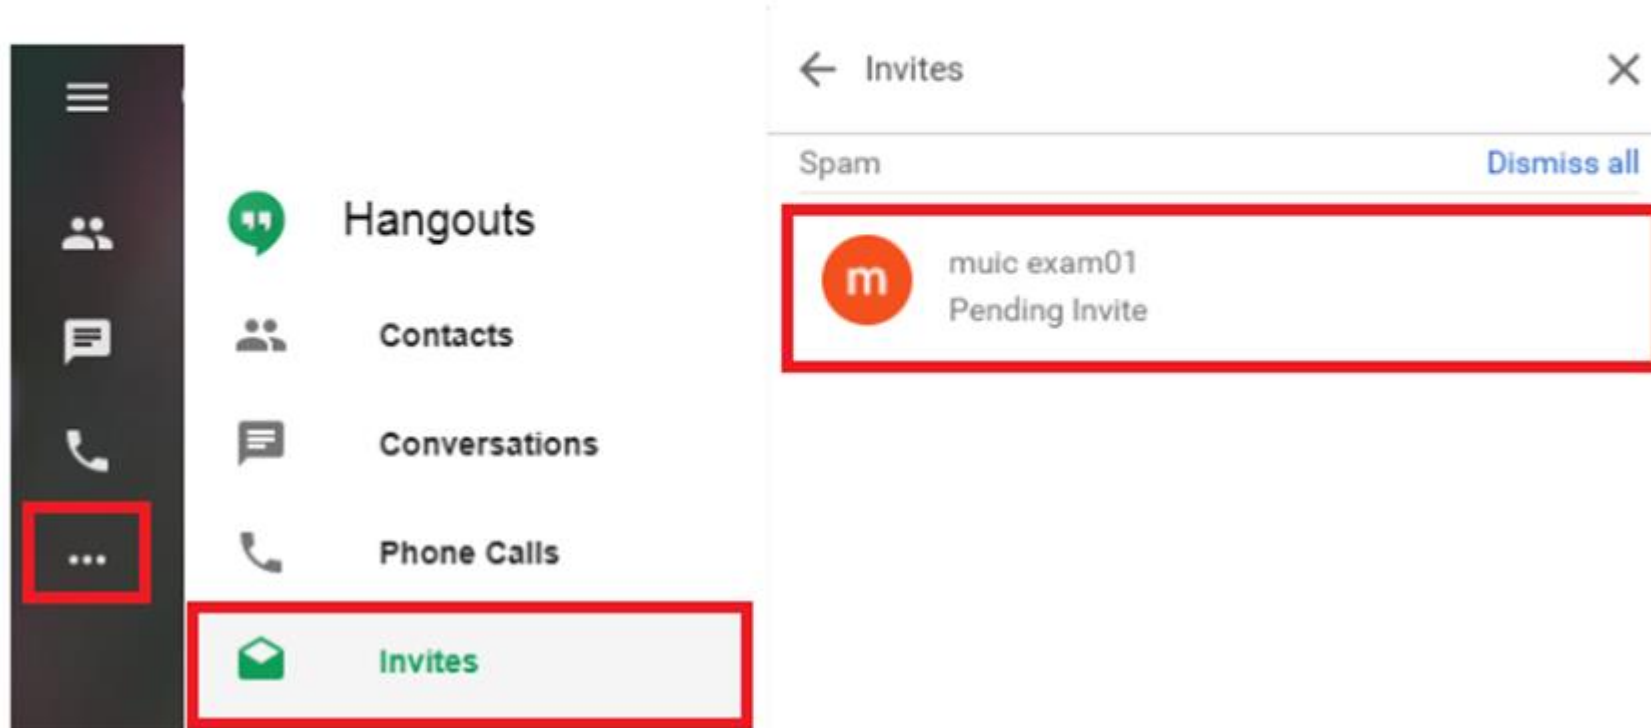 Hangouts
Contacts
Conversations
Phone Calls
Invites
Invites
Spam
Dismiss all
m
muic exam01
Pending Invite